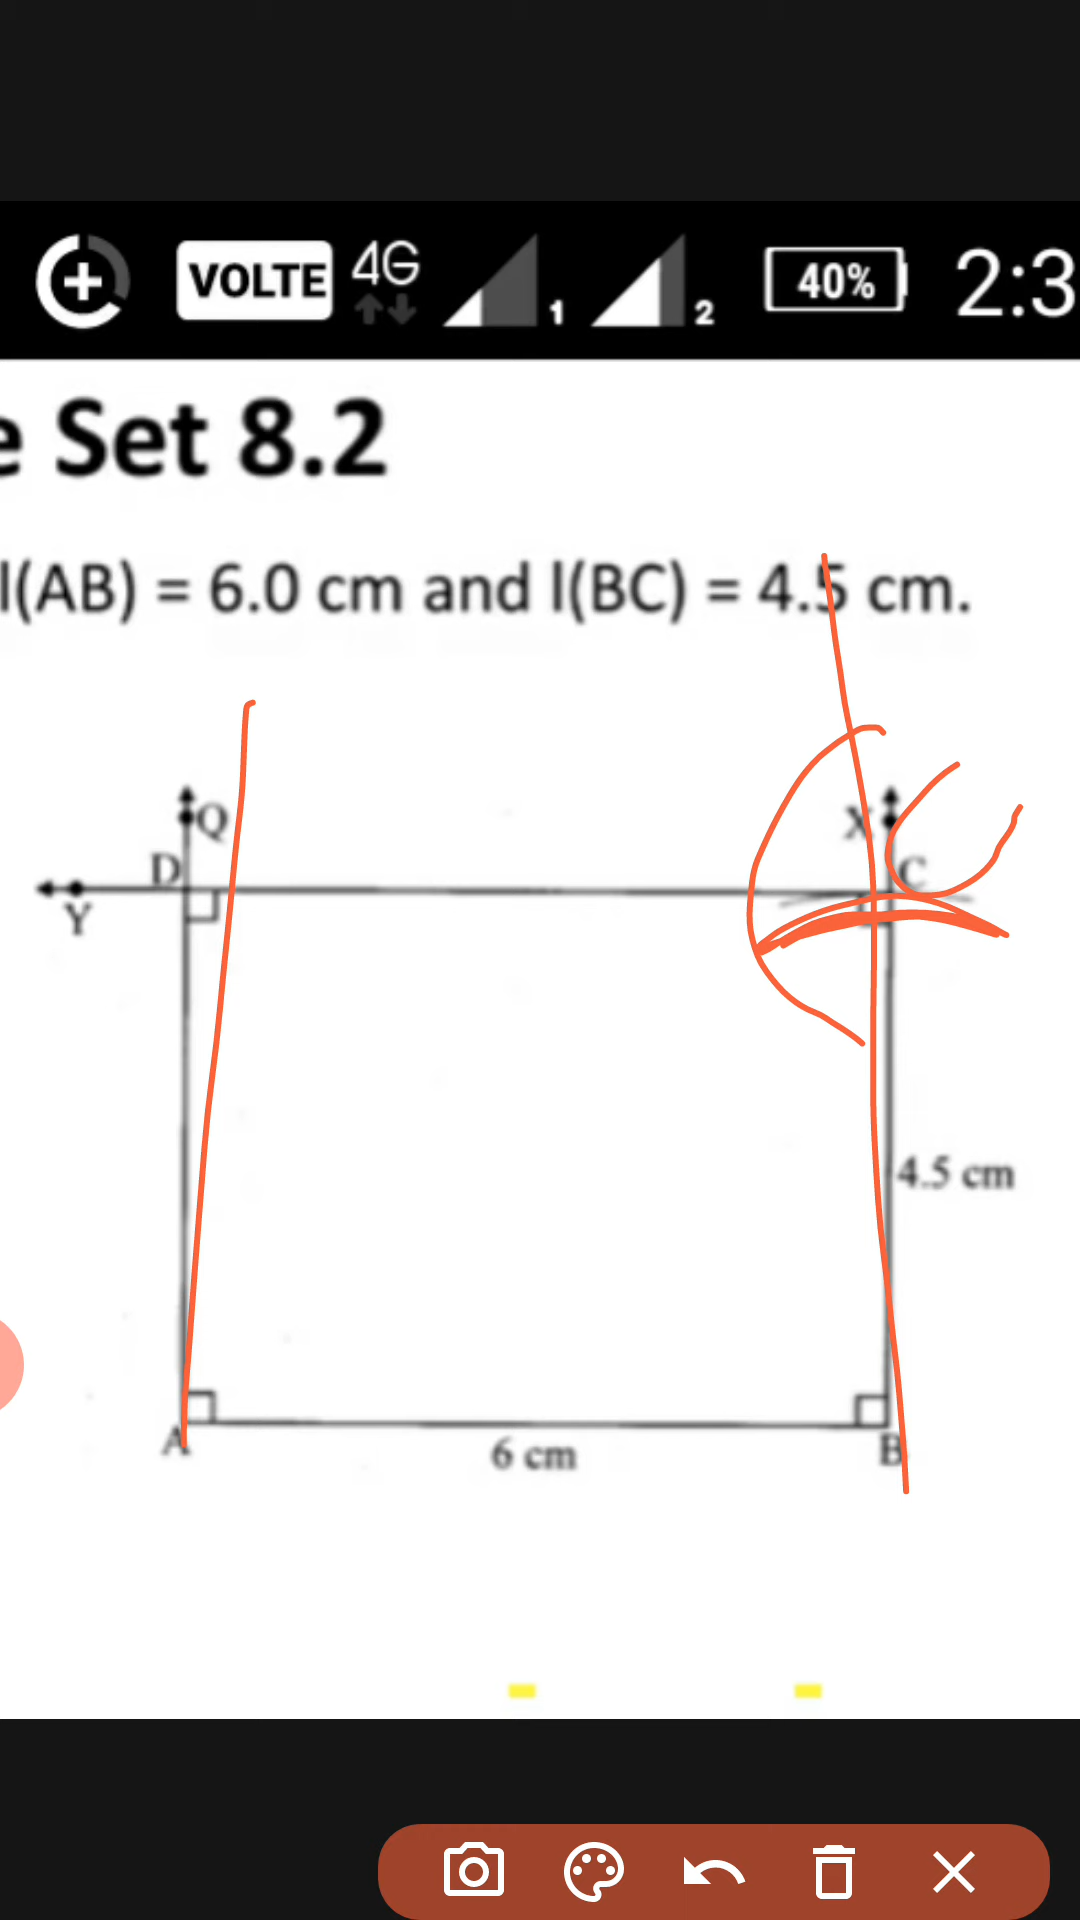 VOLTE 4G 1 2 40% 2:3
e Set 8.2
l(AB) = 6.0 cm and l(BC) = 4.5 cm.
Q X
D C
Y
4.5 cm
A B
6 cm